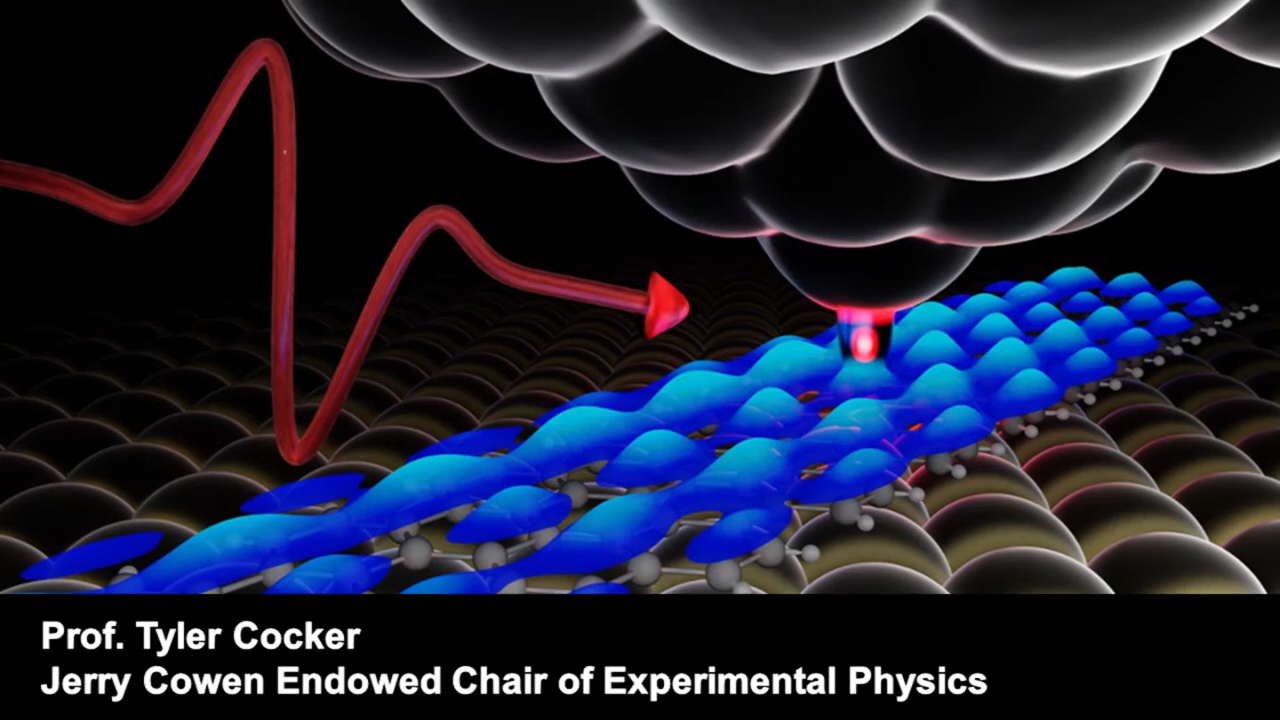 Prof. Tyler Cocker
Jerry Cowen Endowed Chair of Experimental Physics